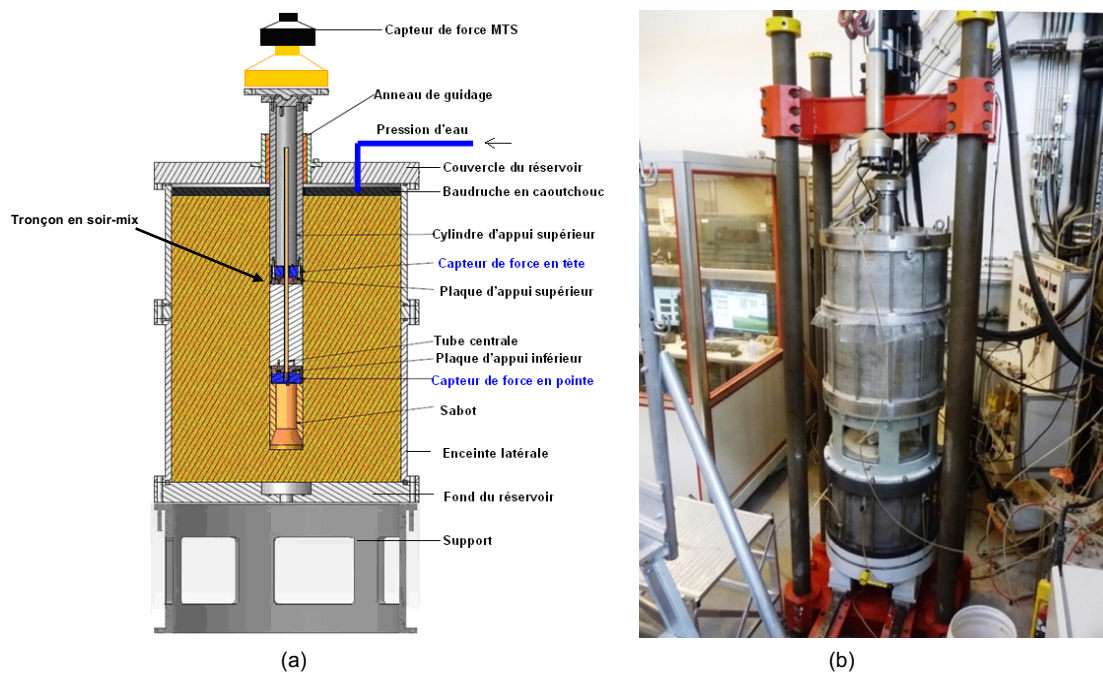 Capteur de force MTS
Anneau de guidage
Pression d'eau
Couvercle du réservoir
Baudruche en caoutchouc
Tronçon en soir-mix
Cylindre d'appui supérieur
Capteur de force en tête
Plaque d'appui supérieur
Tube centrale
Plaque d'appui inférieur
Capteur de force en pointe
Sabot
Enceinte latérale
Fond du réservoir
Support
(a)
(b)